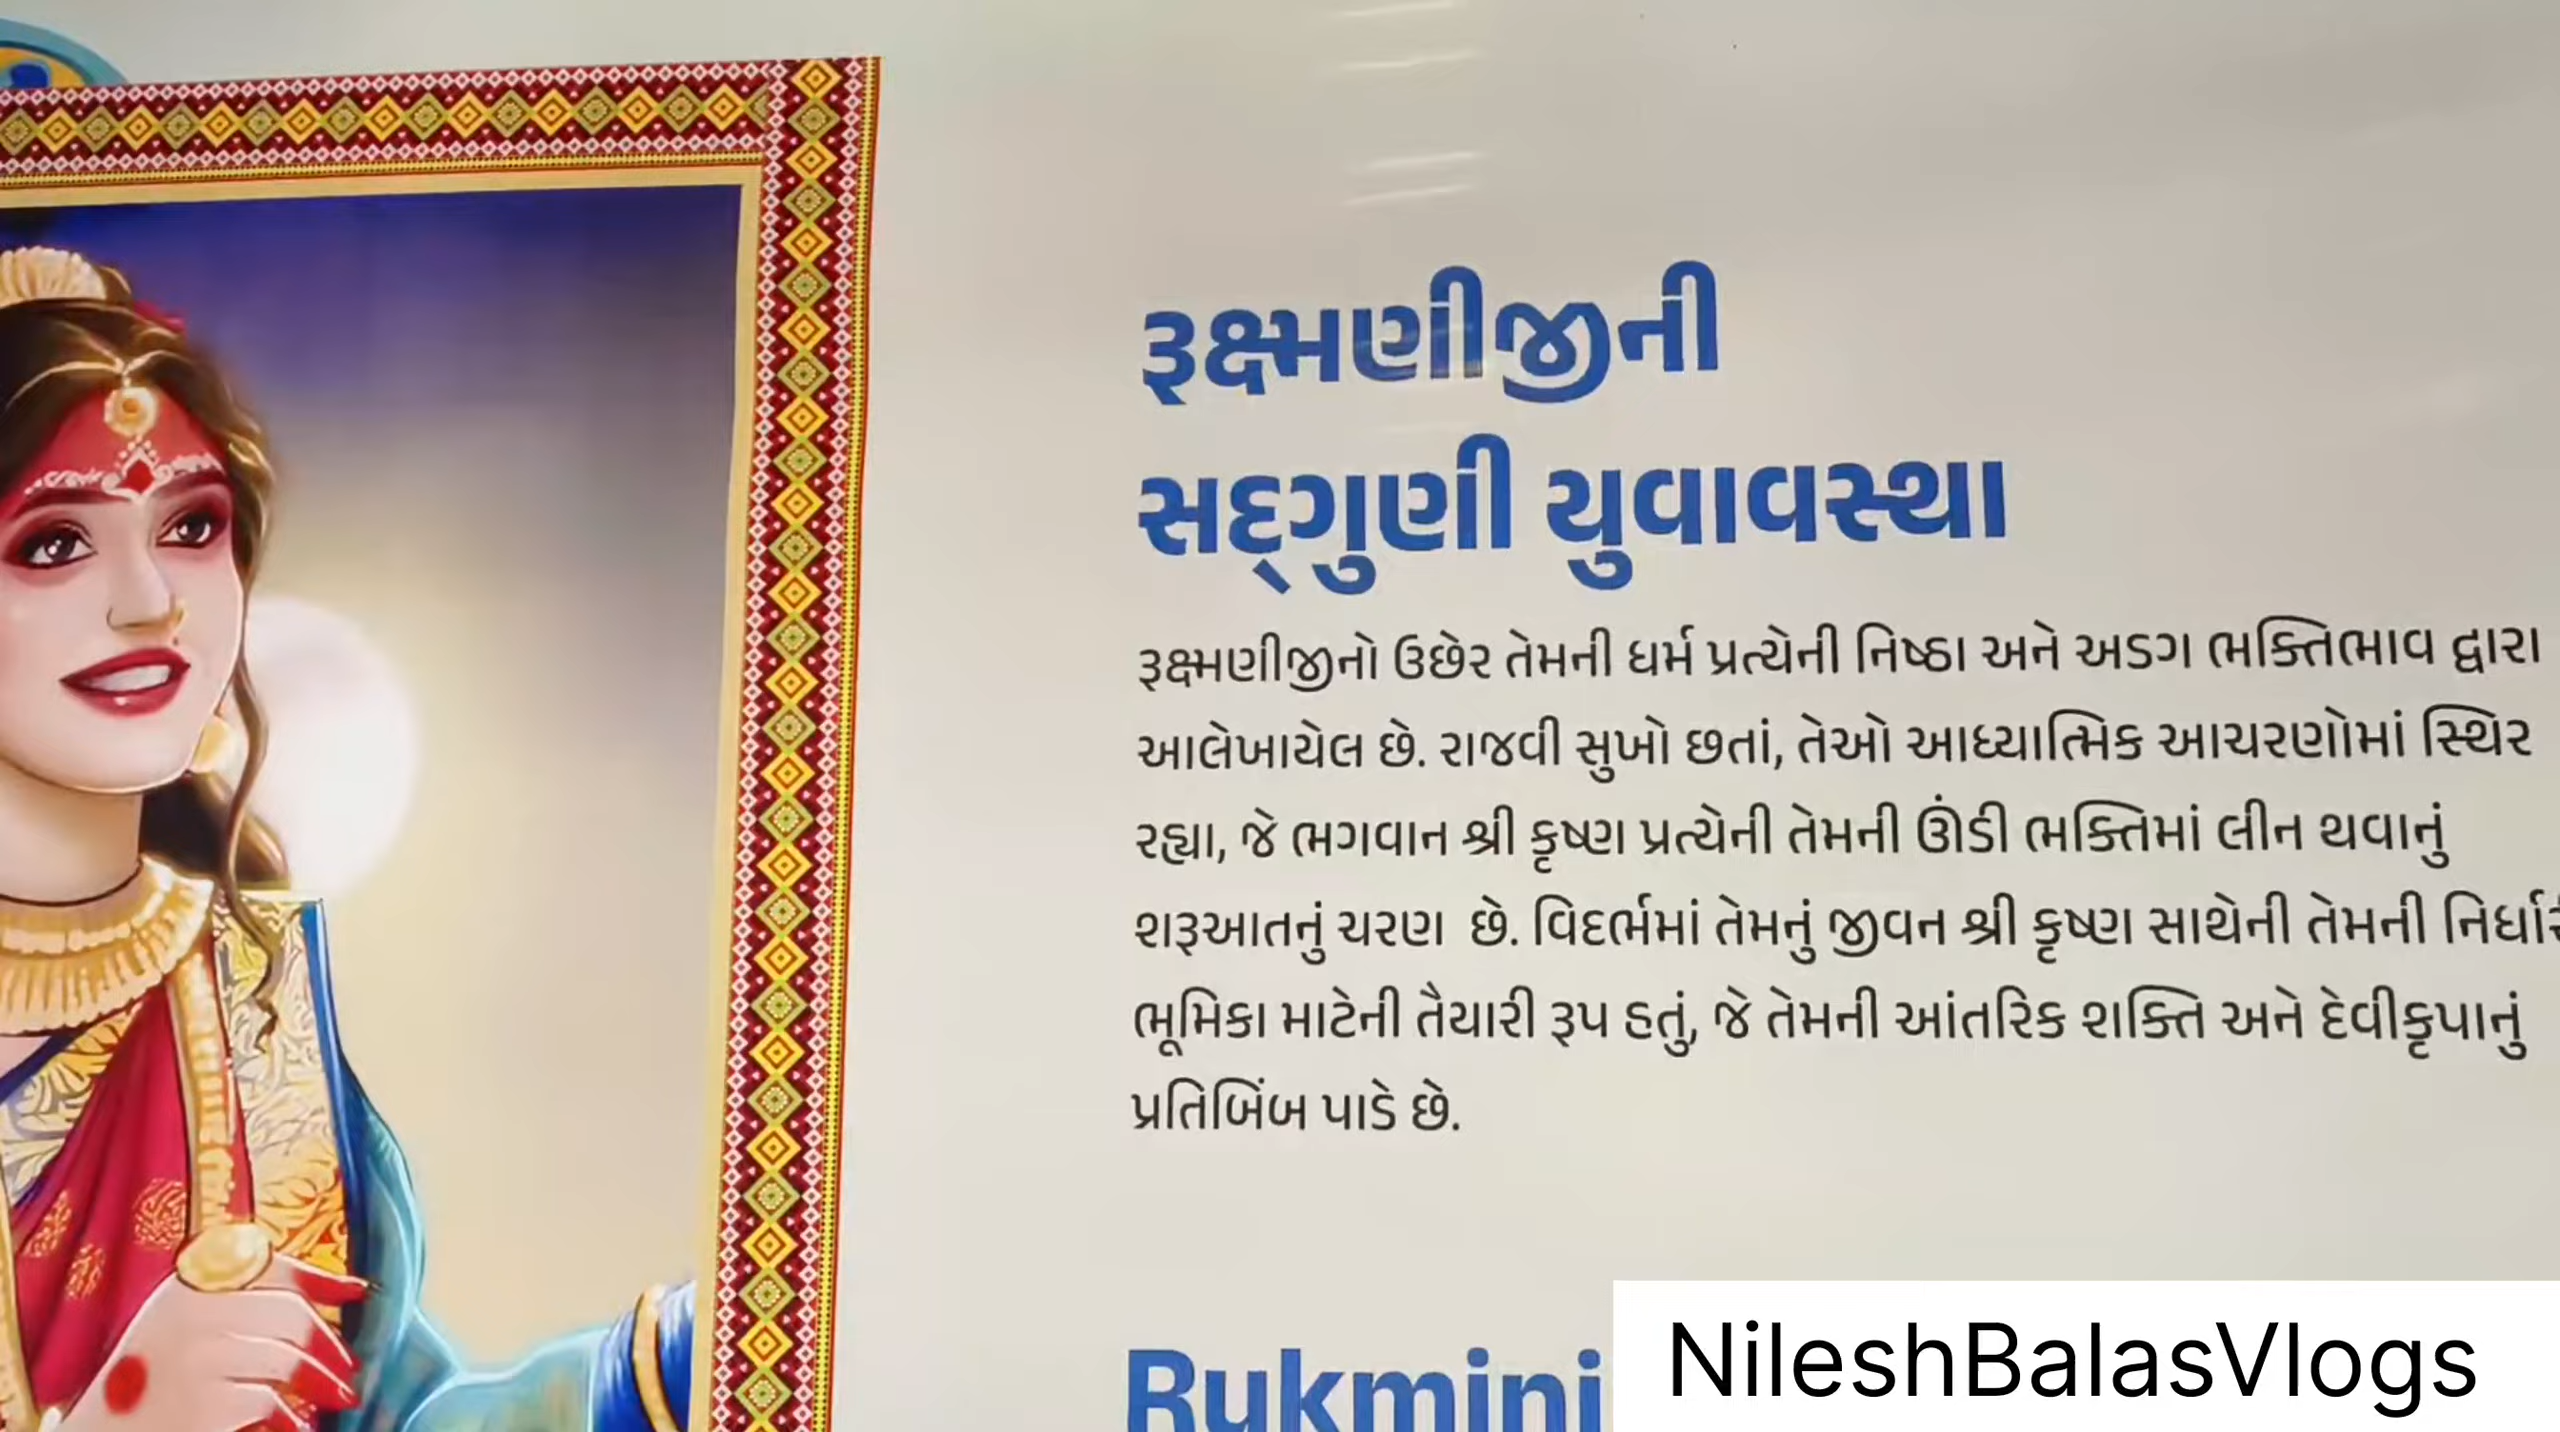 રૂક્ષ્મણીજીની
સદ્‌ગુણી યુવાવસ્થા
રૂક્ષ્મણીજીનો ઉછેર તેમની ધર્મ પ્રત્યેની નિષ્ઠા અને અડગ ભક્તિભાવ દ્વારા
આલેખાયેલ છે. રાજવી સુખો છતાં, તેઓ આધ્યાત્મિક આચરણોમાં સ્થિર
રહ્યા, જે ભગવાન શ્રી કૃષ્ણ પ્રત્યેની તેમની ઊંડી ભક્તિમાં લીન થવાનું
શરૂઆતનું ચરણ છે. વિદર્ભમાં તેમનું જીવન શ્રી કૃષ્ણ સાથેની તેમની
ભૂમિકા માટેની તૈયારી રૂપ હતું, જે તેમની આંતરિક શક્તિ અને દેવીકૃપાનું
પ્રતિબિંબ પાડે છે.
Rukmini
NileshBalasVlogs